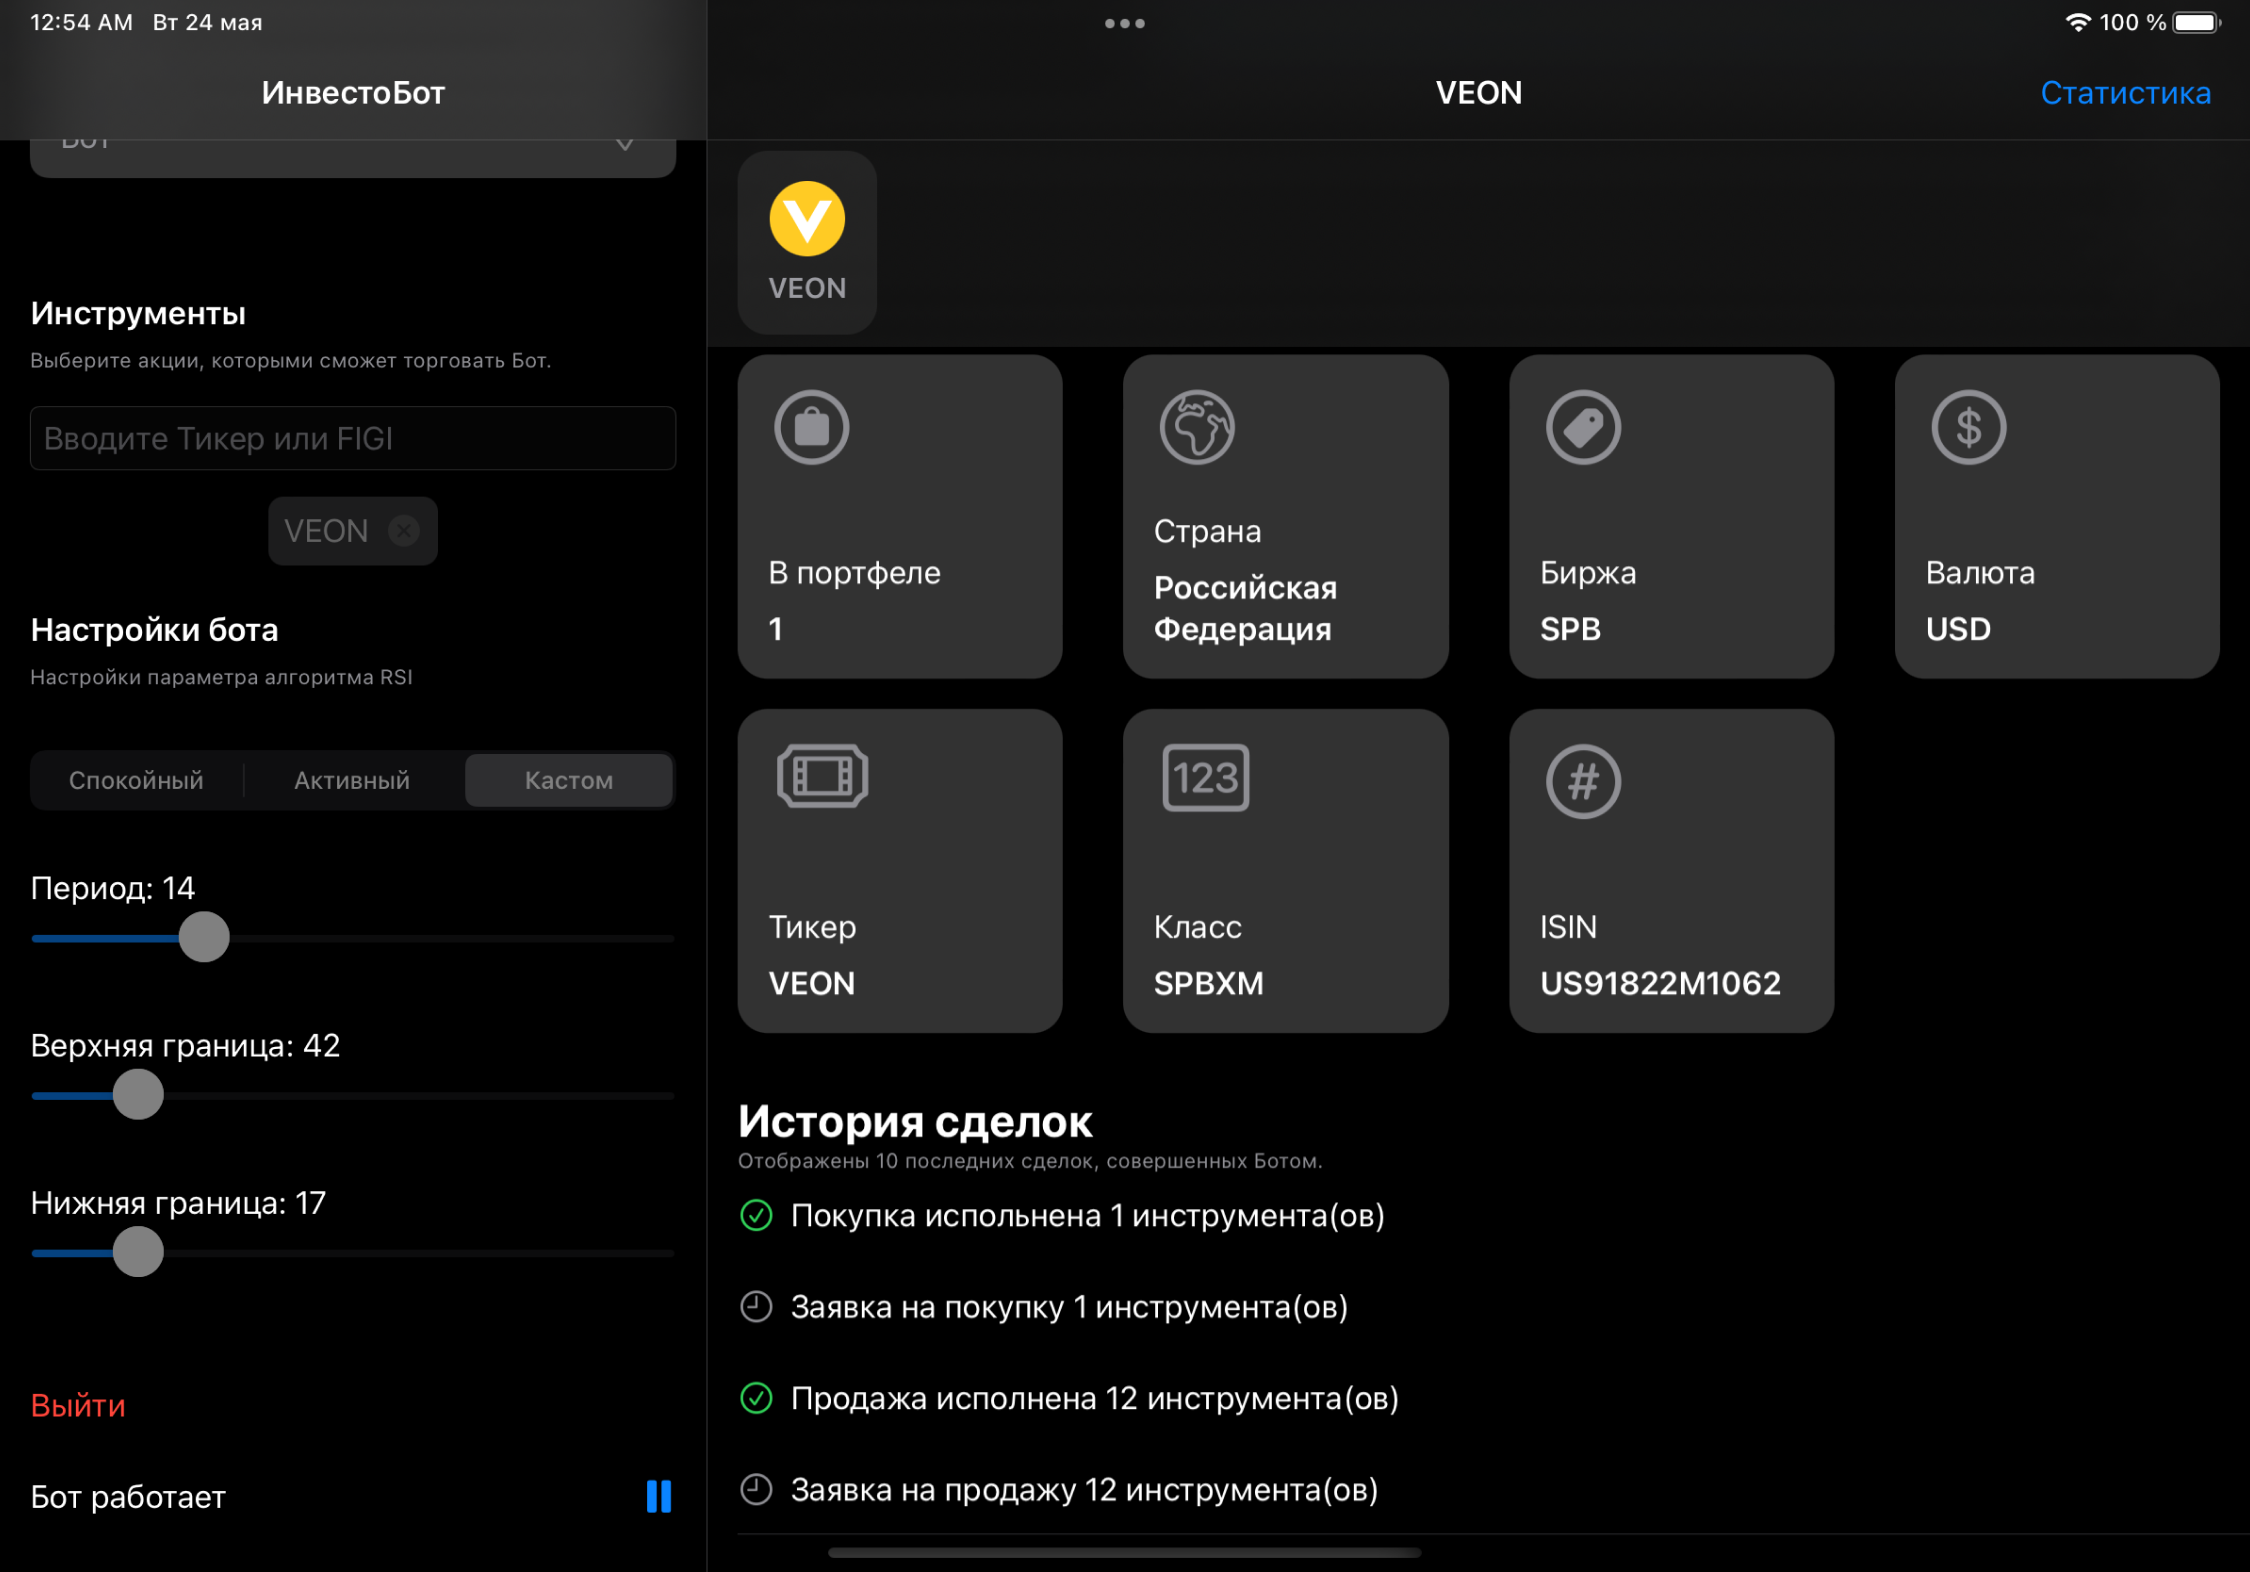 12:54 AM Вт 24 мая
100 %
ИнвестоБот
Бот
Инструменты
Выберите акции, которыми сможет торговать Бот.
Вводите Тикер или FIGI
VEON
Настройки бота
Настройки параметра алгоритма RSI
Спокойный Активный Кастом
Период: 14
Верхняя граница: 42
Нижняя граница: 17
Выйти
Бот работает
VEON
Статистика
VEON
В портфеле
1
Страна
Российская
Федерация
Биржа
SPB
Валюта
USD
Тикер
VEON
123
Класс
SPBXM
ISIN
US91822M1062
История сделок
Отображены 10 последних сделок, совершенных Ботом.
Покупка испольнена 1 инструмента(ов)
Заявка на покупку 1 инструмента(ов)
Продажа исполнена 12 инструмента(ов)
Заявка на продажу 12 инструмента(ов)